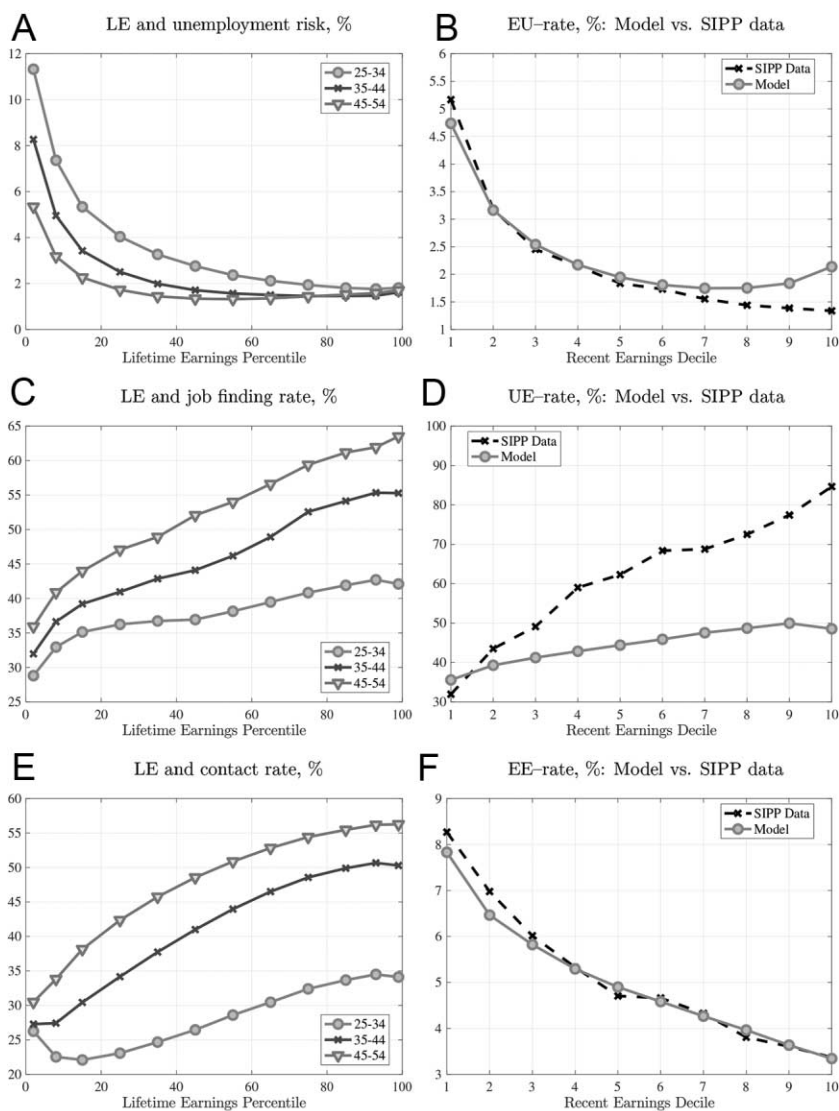 A
LE and unemployment risk, %
12
10
8
6
4
2
0
25-34
35-44
45-54
0 20 40 60 80 100
Lifetime Earnings Percentile
B
EU–rate, %: Model vs. SIPP data
6
5.5
5
4.5
4
3.5
3
2.5
2
1.5
1
SIPP Data
Model
1 2 3 4 5 6 7 8 9 10
Recent Earnings Decile
C
LE and job finding rate, %
65
60
55
50
45
40
35
30
25
25-34
35-44
45-54
0 20 40 60 80 100
Lifetime Earnings Percentile
D
UE–rate, %: Model vs. SIPP data
100
90
80
70
60
50
40
30
SIPP Data
Model
1 2 3 4 5 6 7 8 9 10
Recent Earnings Decile
E
LE and contact rate, %
60
55
50
45
40
35
30
25
20
25-34
35-44
45-54
0 20 40 60 80 100
Lifetime Earnings Percentile
F
EE–rate, %: Model vs. SIPP data
9
8
7
6
5
4
3
SIPP Data
Model
1 2 3 4 5 6 7 8 9 10
Recent Earnings Decile